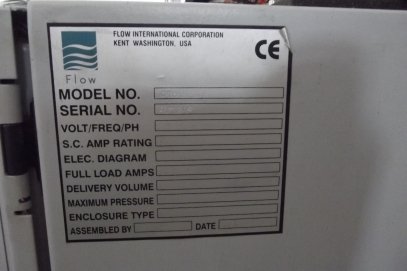 FLOW INTERNATIONAL CORPORATION
KENT WASHINGTON, USA
CE
Flow
MODEL NO.
SERIAL NO.
VOLT/FREQ/PH
S.C. AMP RATING
ELEC. DIAGRAM
FULL LOAD AMPS
DELIVERY VOLUME
MAXIMUM PRESSURE
ENCLOSURE TYPE
ASSEMBLED BY DATE